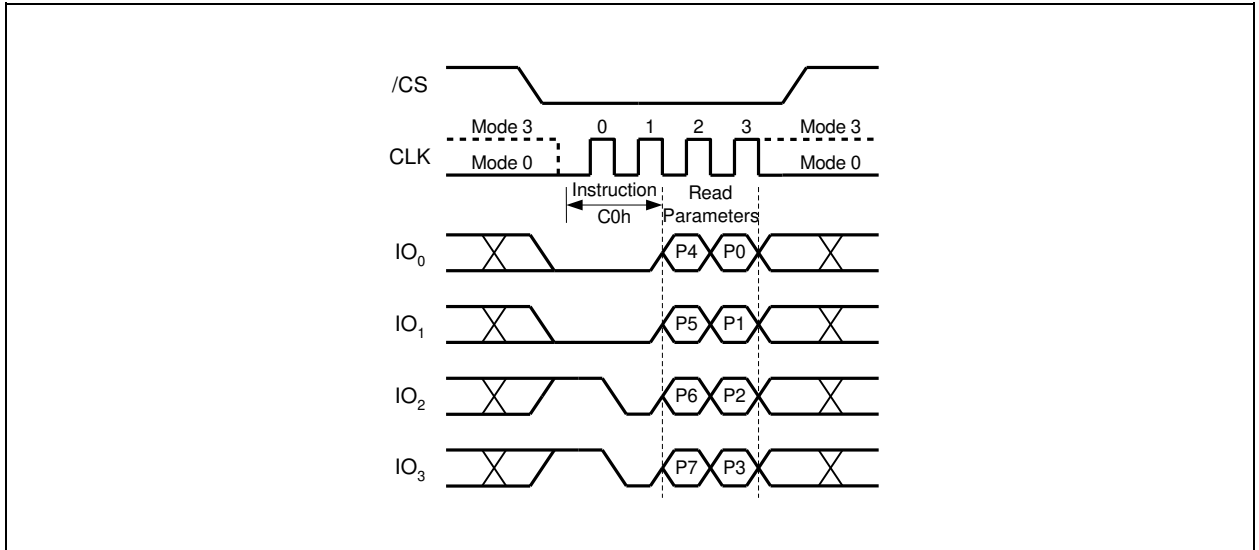 /CS
Mode 3 0 1 2 3 Mode 3
CLK
Mode 0 Mode 0
Instruction Read
C0h Parameters
IO0 P4 P0
IO1 P5 P1
IO2 P6 P2
IO3 P7 P3